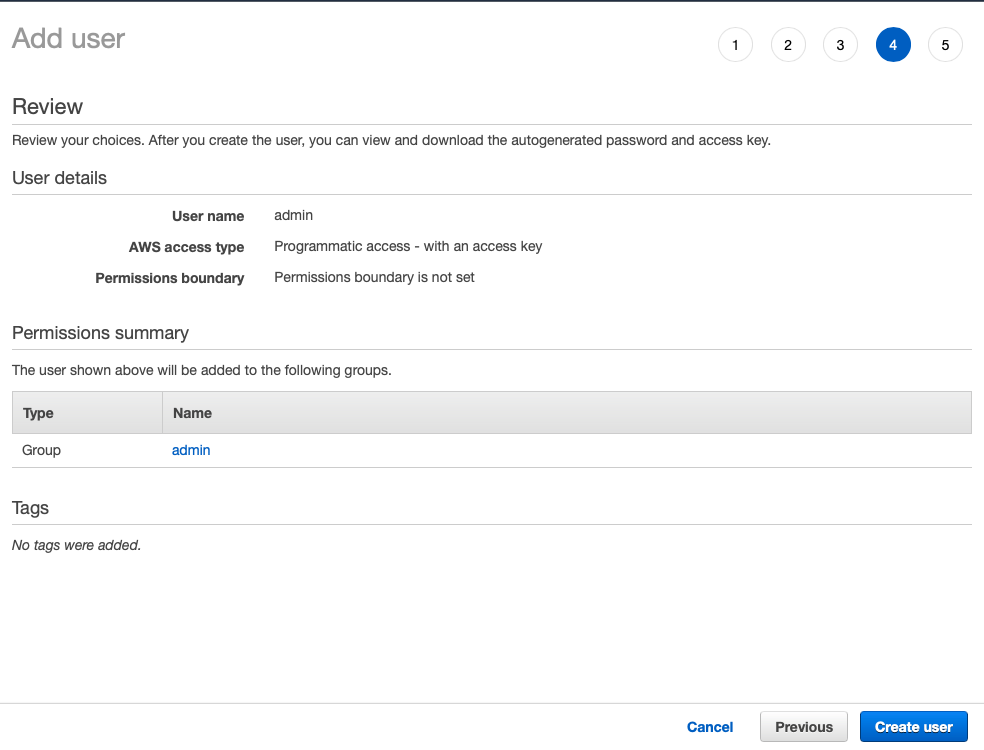 Add user
1 2 3 4 5
Review
Review your choices. After you create the user, you can view and download the autogenerated password and access key.
User details
User name admin
AWS access type Programmatic access - with an access key
Permissions boundary Permissions boundary is not set
Permissions summary
The user shown above will be added to the following groups.
Type Name
Group admin
Tags
No tags were added.
Cancel Previous Create user